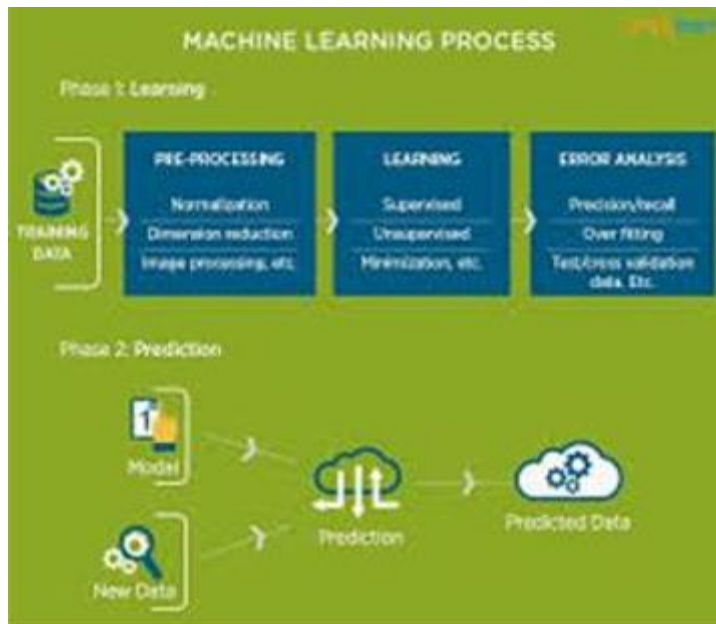 MACHINE LEARNING PROCESS
Phase 1: Learning
TRAINING
DATA
PRE-PROCESSING
Normalization
Dimension reduction
Image processing, etc.
LEARNING
Supervised
Unsupervised
Minimization, etc.
ERROR ANALYSIS
Precision/recall
Over fitting
Test/cross validation
data. Etc.
Phase 2: Prediction
1
Model
New Data
Prediction
Predicted Data